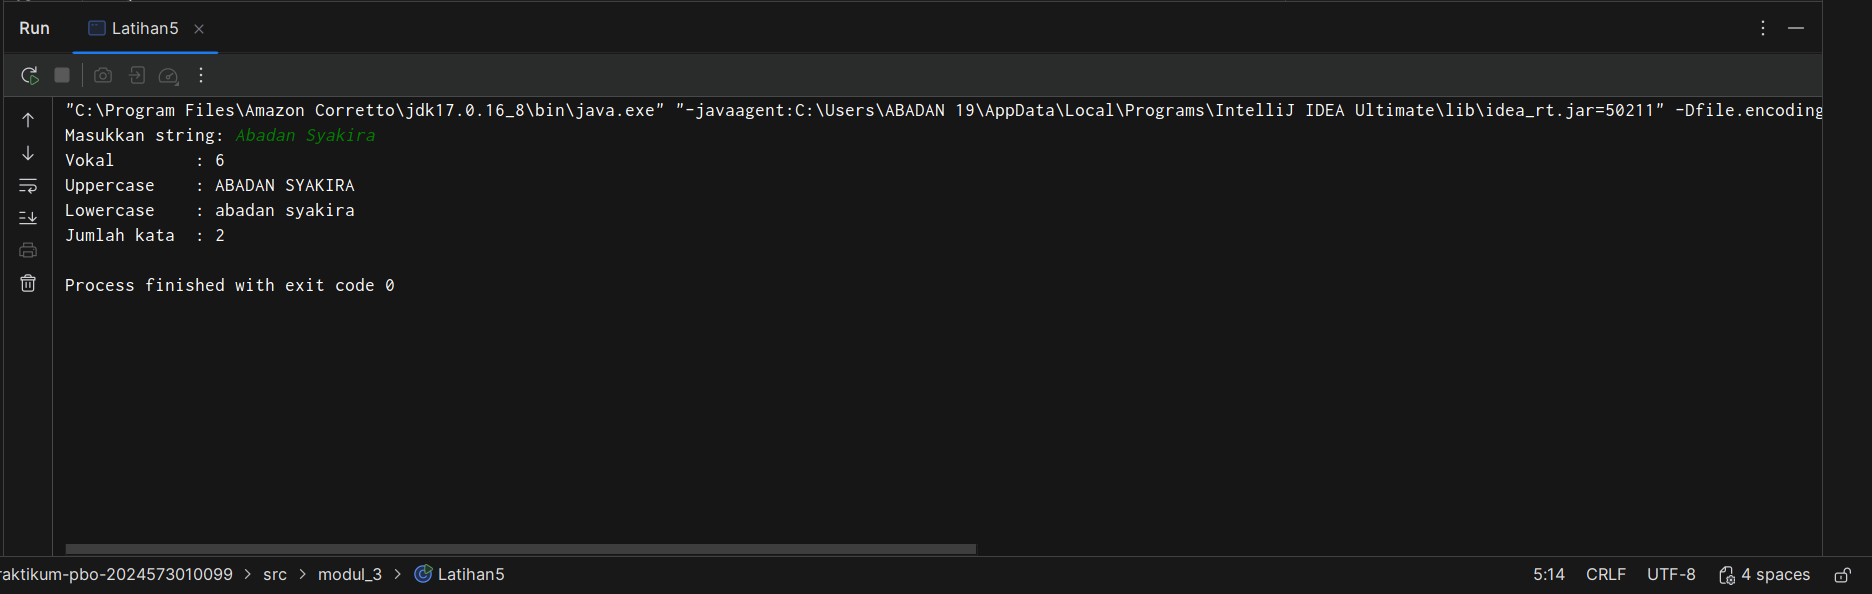 Run Latihan5
"C:\Program Files\Amazon Corretto\jdk17.0.16_8\bin\java.exe" "-javaagent:C:\Users\ABADAN 19\AppData\Local\Programs\IntelliJ IDEA Ultimate\lib\idea_rt.jar=50211" -Dfile.encoding
Masukkan string: Abadan Syakira
Vokal : 6
Uppercase : ABADAN SYAKIRA
Lowercase : abadan syakira
Jumlah kata : 2
Process finished with exit code 0
raktikum-pbo-2024573010099 > src > modul_3 > Latihan5 5:14 CRLF UTF-8 4 spaces